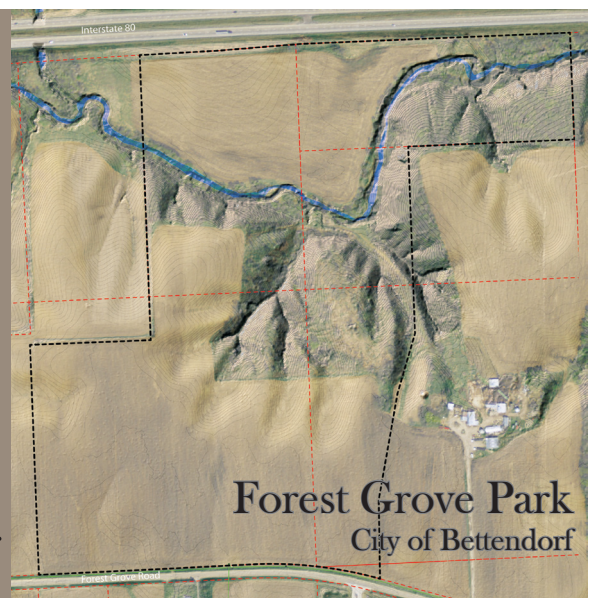 Interstate 80
Forest Grove Park
City of Bettendorf
Forest Grove Road